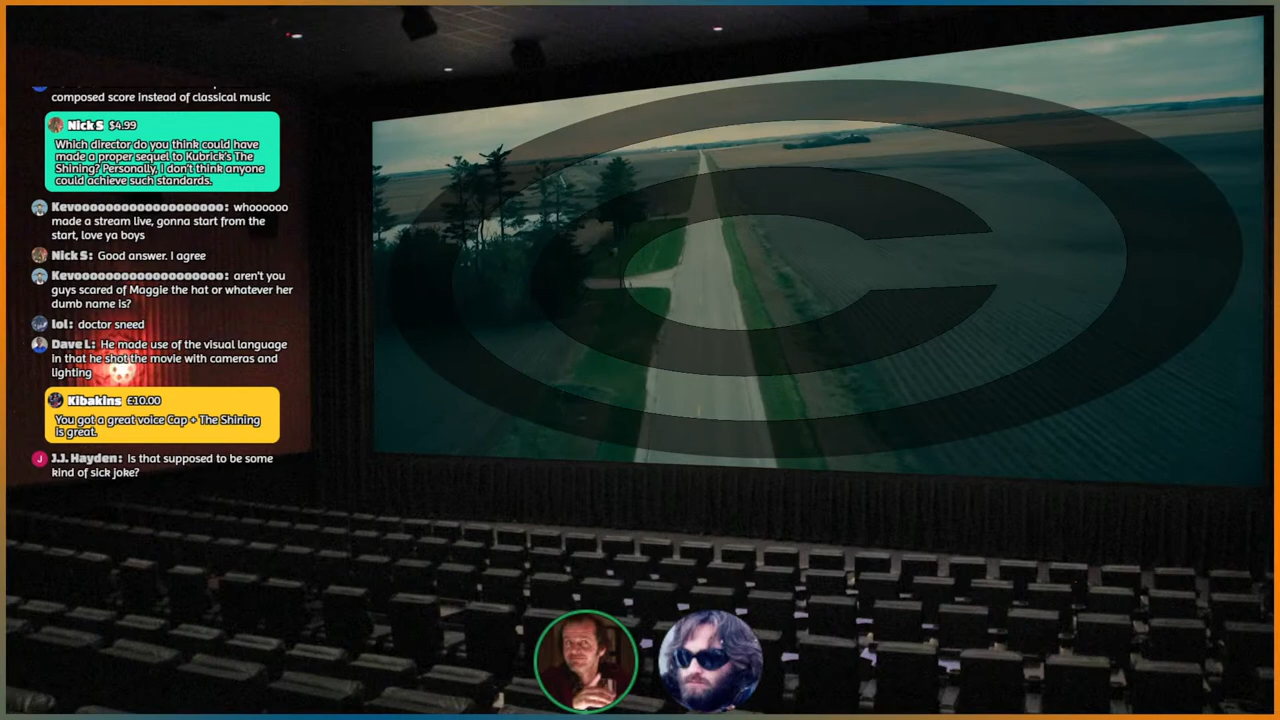 composed score instead of classical music
Nick S $4.99
Which director do you think could have
made a proper sequel to Kubrick's The
Shining? Personally, I don't think anyone
could achieve such standards.
Kevooooooooooooooooooooo: whoooooo
made a stream live, gonna start from the
start, love ya boys
Nick S: Good answer. I agree
Kevooooooooooooooooooooo: aren't you
guys scared of Maggie the hat or whatever her
dumb name is?
lol: doctor sneed
Dave L: He made use of the visual language
in that he shot the movie with cameras and
lighting
Kibakins £10.00
You got a great voice Cap + The Shining
is great.
J J.J. Hayden: Is that supposed to be some
kind of sick joke?